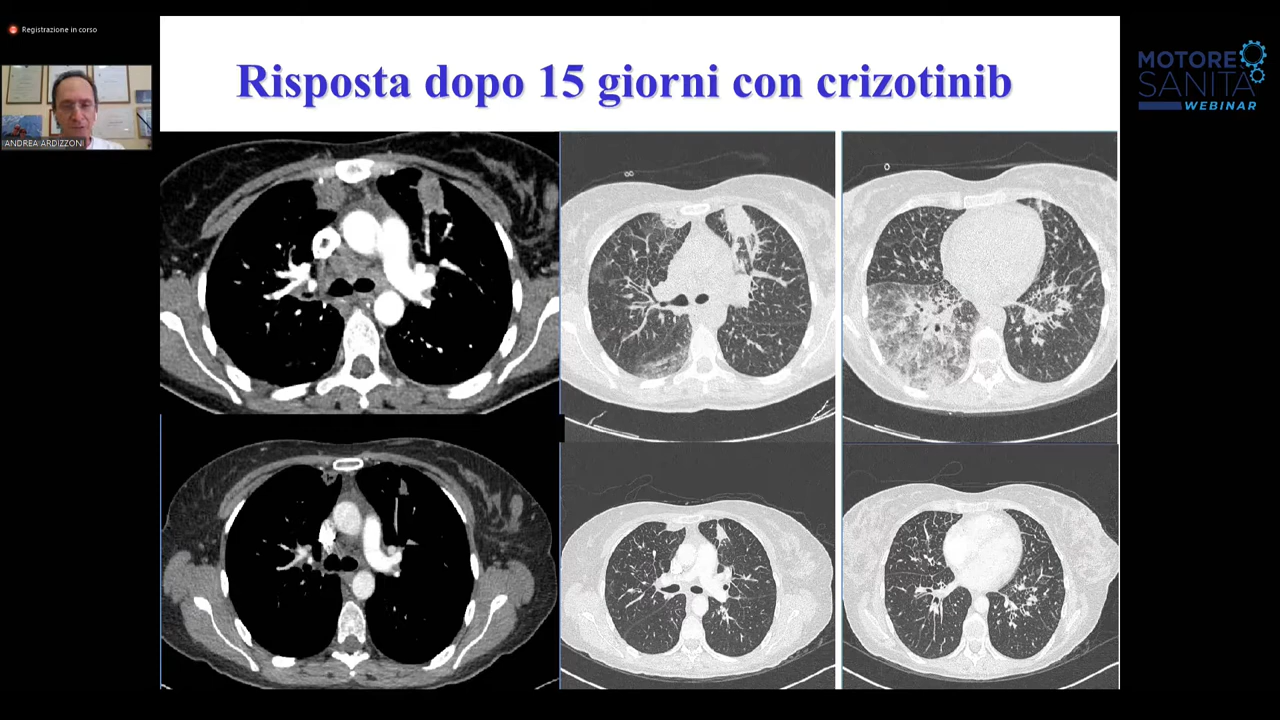 Registrazione in corso
Risposta dopo 15 giorni con crizotinib
MOTORE
SANITÀ
WEBINAR
ANDREA ARDIZZONI